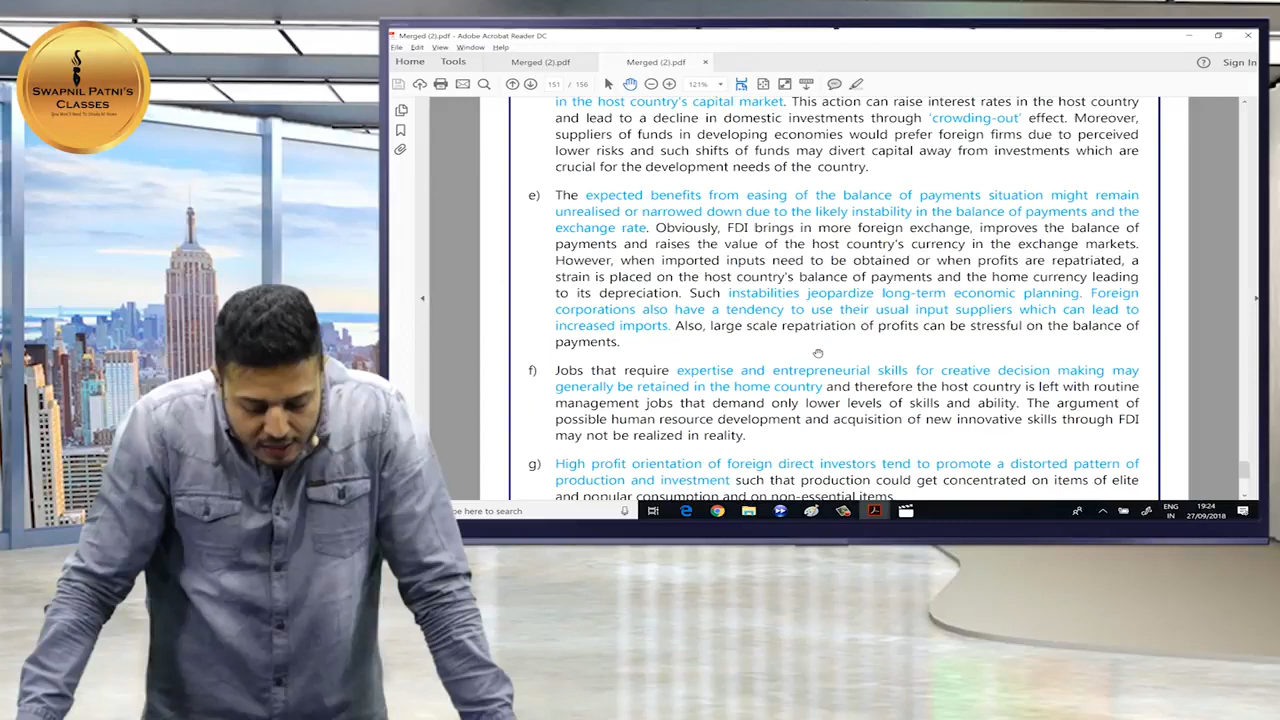 SWAPNIL PATNI'S
CLASSES
Merged (2).pdf - Adobe Acrobat Reader DC
File Edit View Window Help
Home Tools Merged (2).pdf Merged (2).pdf × Sign In
151 / 156 121%
in the host country's capital market. This action can raise interest rates in the host country
and lead to a decline in domestic investments through 'crowding-out' effect. Moreover,
suppliers of funds in developing economies would prefer foreign firms due to perceived
lower risks and such shifts of funds may divert capital away from investments which are
crucial for the development needs of the country.
e) The expected benefits from easing of the balance of payments situation might remain
unrealised or narrowed down due to the likely instability in the balance of payments and the
exchange rate. Obviously, FDI brings in more foreign exchange, improves the balance of
payments and raises the value of the host country's currency in the exchange markets.
However, when imported inputs need to be obtained or when profits are repatriated, a
strain is placed on the host country's balance of payments and the home currency leading
to its depreciation. Such instabilities jeopardize long-term economic planning. Foreign
corporations also have a tendency to use their usual input suppliers which can lead to
increased imports. Also, large scale repatriation of profits can be stressful on the balance of
payments.
f) Jobs that require expertise and entrepreneurial skills for creative decision making may
generally be retained in the home country and therefore the host country is left with routine
management jobs that demand only lower levels of skills and ability. The argument of
possible human resource development and acquisition of new innovative skills through FDI
may not be realized in reality.
g) High profit orientation of foreign direct investors tend to promote a distorted pattern of
production and investment such that production could get concentrated on items of elite
and popular consumption and on non-essential items.
pe here to search
ENG 19:24
IN 27/09/2018